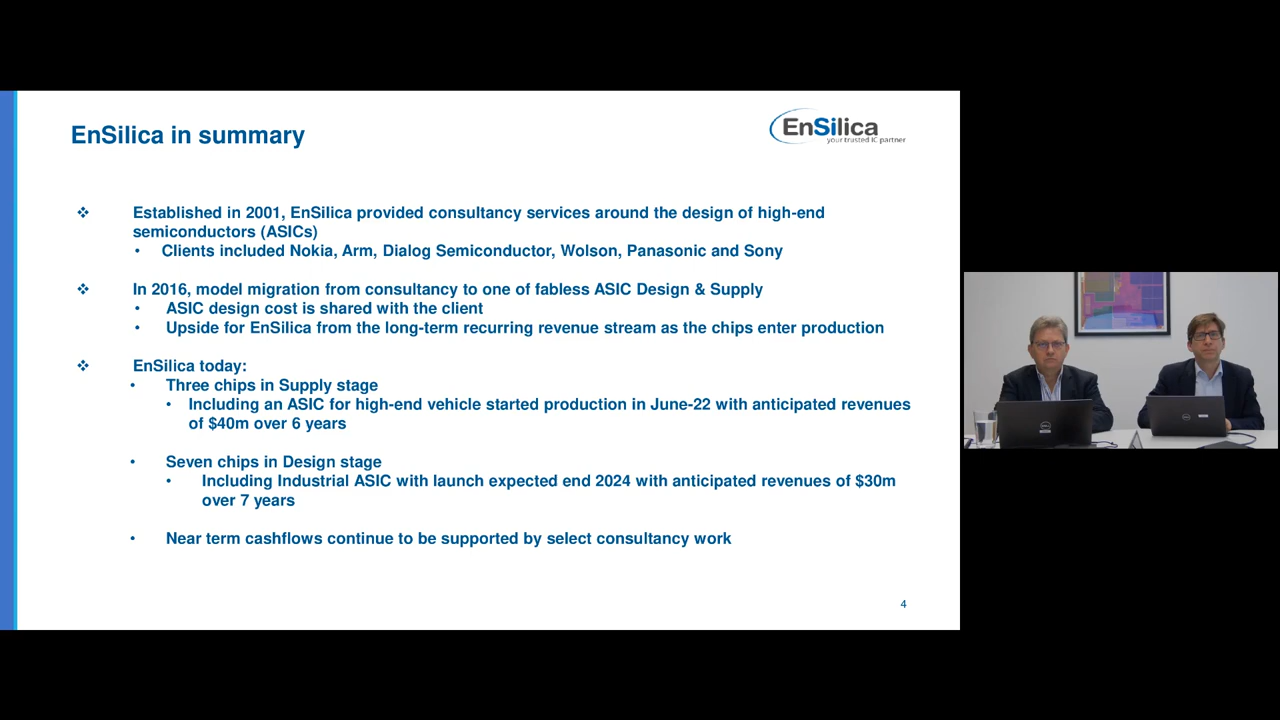 EnSilica in summary
EnSilica
your trusted IC partner
❖ Established in 2001, EnSilica provided consultancy services around the design of high-end
semiconductors (ASICs)
• Clients included Nokia, Arm, Dialog Semiconductor, Wolson, Panasonic and Sony
❖ In 2016, model migration from consultancy to one of fabless ASIC Design & Supply
• ASIC design cost is shared with the client
• Upside for EnSilica from the long-term recurring revenue stream as the chips enter production
❖ EnSilica today:
• Three chips in Supply stage
• Including an ASIC for high-end vehicle started production in June-22 with anticipated revenues
of $40m over 6 years
• Seven chips in Design stage
• Including Industrial ASIC with launch expected end 2024 with anticipated revenues of $30m
over 7 years
• Near term cashflows continue to be supported by select consultancy work
4